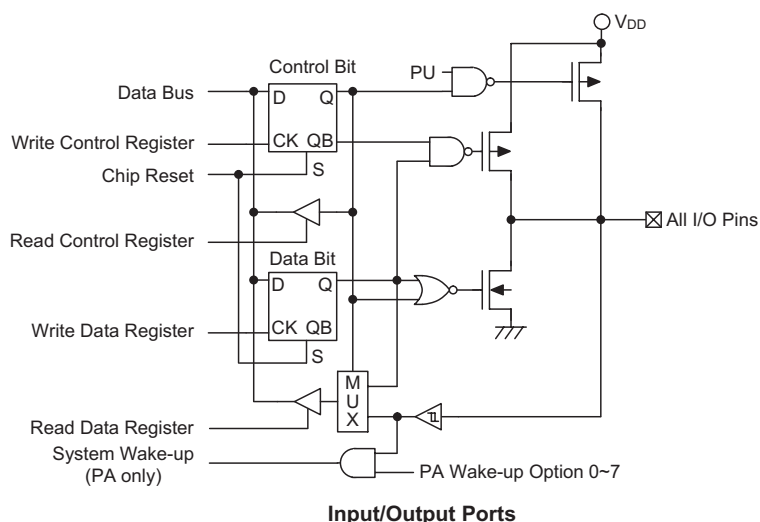 VDD
Control Bit
PU
Data Bus
D Q
Write Control Register
CK QB
Chip Reset
S
All I/O Pins
Read Control Register
Data Bit
D Q
Write Data Register
CK QB
S
M
U
X
Read Data Register
System Wake-up
(PA only)
PA Wake-up Option 0~7
Input/Output Ports